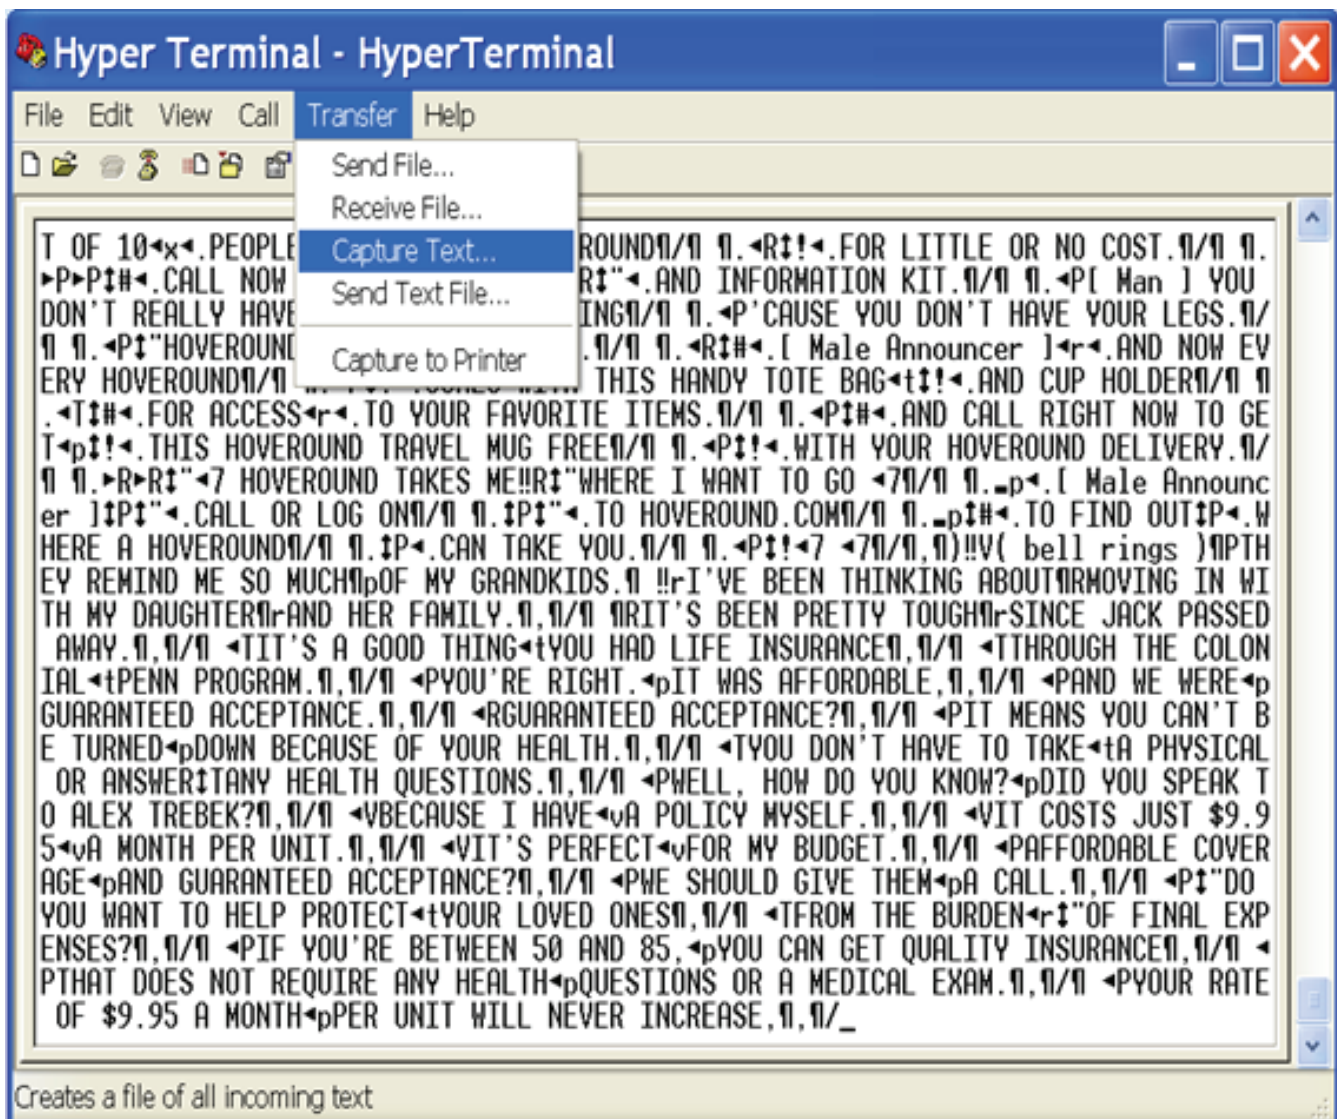 Hyper Terminal - HyperTerminal
File Edit View Call Transfer Help
Send File...
Receive File...
Capture Text...
Send Text File...
Capture to Printer
T OF 10◄x◄.PEOPLE ROUND¶/¶ ¶.◄R↕!◄.FOR LITTLE OR NO COST.¶/¶ ¶.
►P►P↕#◄.CALL NOW R↕"◄.AND INFORMATION KIT.¶/¶ ¶.◄P[ Man ] YOU
DON'T REALLY HAVE ING¶/¶ ¶.◄P'CAUSE YOU DON'T HAVE YOUR LEGS.¶/
¶ ¶.◄P↕"HOVEROUND .¶/¶ ¶.◄R↕#◄.[ Male Announcer ]◄r◄.AND NOW EV
ERY HOVEROUND¶/¶ WITH THIS HANDY TOTE BAG◄t↕!◄.AND CUP HOLDER¶/¶ ¶
.◄T↕#◄.FOR ACCESS◄r◄.TO YOUR FAVORITE ITEMS.¶/¶ ¶.◄P↕#◄.AND CALL RIGHT NOW TO GE
T◄p↕!◄.THIS HOVEROUND TRAVEL MUG FREE¶/¶ ¶.◄P↕!◄.WITH YOUR HOVEROUND DELIVERY.¶/
¶ ¶.►R►R↕"◄7 HOVEROUND TAKES ME‼R↕"WHERE I WANT TO GO ◄7¶/¶ ¶.▬p◄.[ Male Announc
er ]↕P↕"◄.CALL OR LOG ON¶/¶ ¶.↕P↕"◄.TO HOVEROUND.COM¶/¶ ¶.▬p↕#◄.TO FIND OUT↕P◄.W
HERE A HOVEROUND¶/¶ ¶.↕P◄.CAN TAKE YOU.¶/¶ ¶.◄P↕!◄7 ◄7¶/¶,¶)‼V( bell rings )¶PTH
EY REMIND ME SO MUCH¶pOF MY GRANDKIDS.¶ ‼rI'VE BEEN THINKING ABOUT¶RMOVING IN WI
TH MY DAUGHTER¶rAND HER FAMILY.¶,¶/¶ ¶RIT'S BEEN PRETTY TOUGH¶rSINCE JACK PASSED
AWAY.¶,¶/¶ ◄TIT'S A GOOD THING◄tYOU HAD LIFE INSURANCE¶,¶/¶ ◄TTHROUGH THE COLON
IAL◄tPENN PROGRAM.¶,¶/¶ ◄PYOU'RE RIGHT.◄pIT WAS AFFORDABLE,¶,¶/¶ ◄PAND WE WERE◄p
GUARANTEED ACCEPTANCE.¶,¶/¶ ◄RGUARANTEED ACCEPTANCE?¶,¶/¶ ◄PIT MEANS YOU CAN'T B
E TURNED◄pDOWN BECAUSE OF YOUR HEALTH.¶,¶/¶ ◄TYOU DON'T HAVE TO TAKE◄tA PHYSICAL
OR ANSWER↕TANY HEALTH QUESTIONS.¶,¶/¶ ◄PWELL, HOW DO YOU KNOW?◄pDID YOU SPEAK T
O ALEX TREBEK?¶,¶/¶ ◄VBECAUSE I HAVE◄vA POLICY MYSELF.¶,¶/¶ ◄VIT COSTS JUST $9.9
5◄vA MONTH PER UNIT.¶,¶/¶ ◄VIT'S PERFECT◄vFOR MY BUDGET.¶,¶/¶ ◄PAFFORDABLE COVER
AGE◄pAND GUARANTEED ACCEPTANCE?¶,¶/¶ ◄PWE SHOULD GIVE THEM◄pA CALL.¶,¶/¶ ◄P↕"DO
YOU WANT TO HELP PROTECT◄tYOUR LOVED ONES¶,¶/¶ ◄TFROM THE BURDEN◄r↕"OF FINAL EXP
ENSES?¶,¶/¶ ◄PIF YOU'RE BETWEEN 50 AND 85,◄pYOU CAN GET QUALITY INSURANCE¶,¶/¶ ◄
PTHAT DOES NOT REQUIRE ANY HEALTH◄pQUESTIONS OR A MEDICAL EXAM.¶,¶/¶ ◄PYOUR RATE
OF $9.95 A MONTH◄pPER UNIT WILL NEVER INCREASE,¶,¶/_
Creates a file of all incoming text